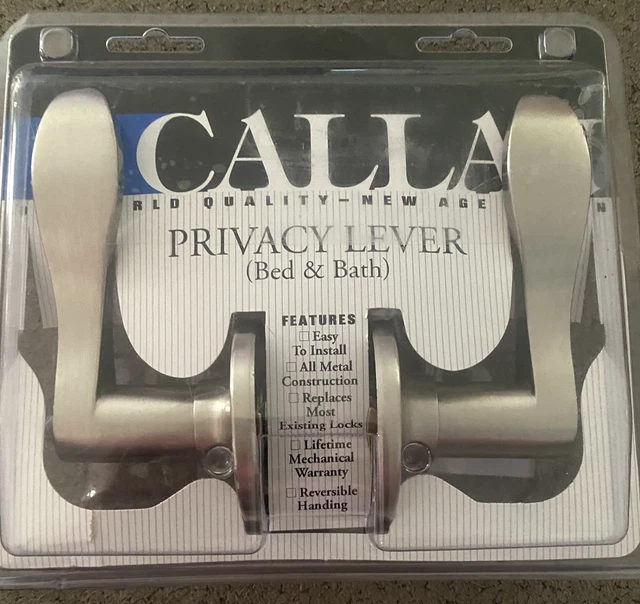 CALLA
RLD QUALITY–NEW AGE
PRIVACY LEVER
(Bed & Bath)
FEATURES
☐ Easy
To Install
☐ All Metal
Construction
☐ Replaces
Most
Existing Locks
☐ Lifetime
Mechanical
Warranty
☐ Reversible
Handing